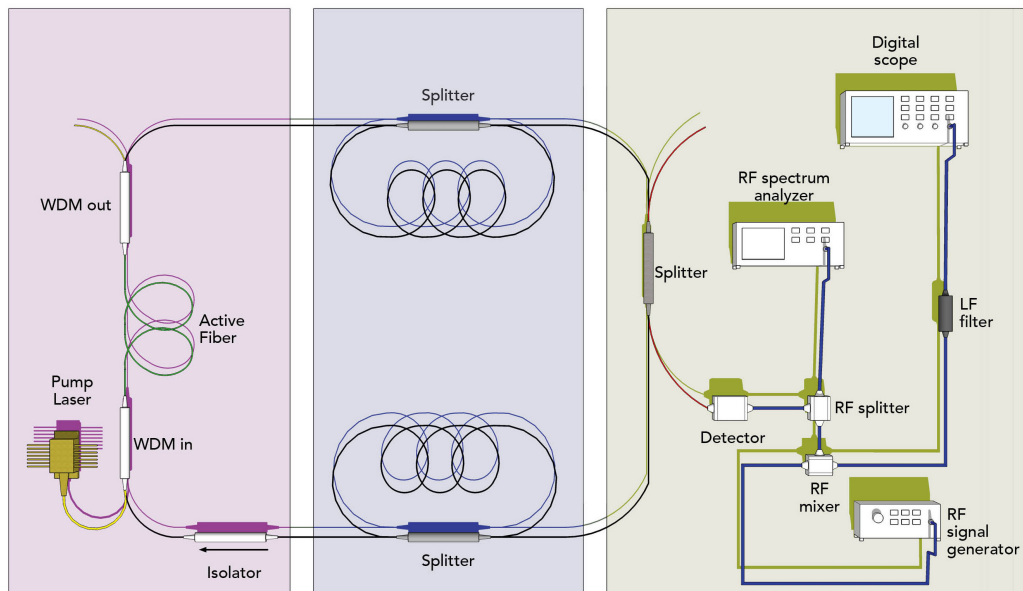 Digital
scope
Splitter
RF spectrum
analyzer
WDM out
Splitter
LF
filter
Active
Fiber
Pump
Laser
RF splitter
Detector
WDM in
RF
mixer
RF
signal
generator
Isolator
Splitter